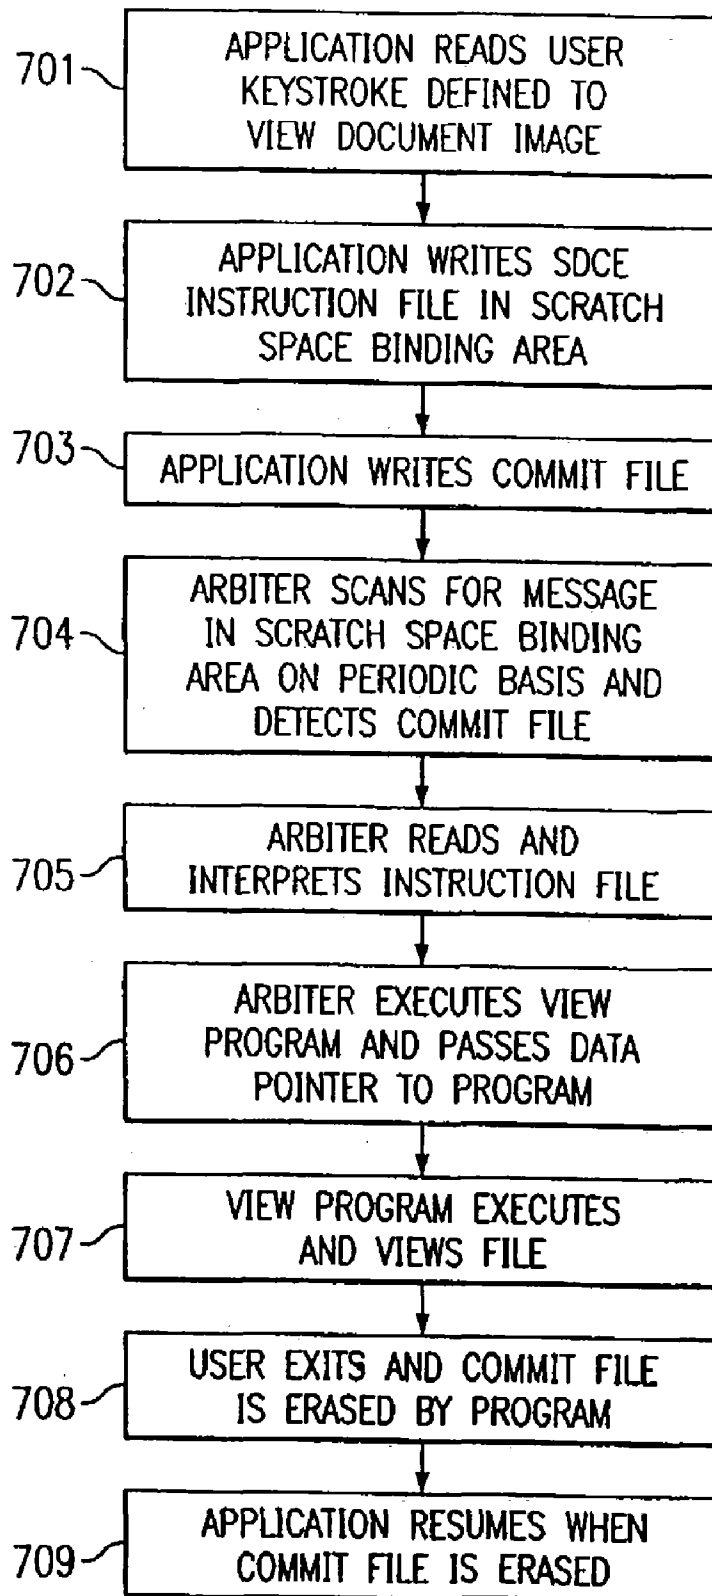 701
APPLICATION READS USER
KEYSTROKE DEFINED TO
VIEW DOCUMENT IMAGE
702
APPLICATION WRITES SDCE
INSTRUCTION FILE IN SCRATCH
SPACE BINDING AREA
703
APPLICATION WRITES COMMIT FILE
704
ARBITER SCANS FOR MESSAGE
IN SCRATCH SPACE BINDING
AREA ON PERIODIC BASIS AND
DETECTS COMMIT FILE
705
ARBITER READS AND
INTERPRETS INSTRUCTION FILE
706
ARBITER EXECUTES VIEW
PROGRAM AND PASSES DATA
POINTER TO PROGRAM
707
VIEW PROGRAM EXECUTES
AND VIEWS FILE
708
USER EXITS AND COMMIT FILE
IS ERASED BY PROGRAM
709
APPLICATION RESUMES WHEN
COMMIT FILE IS ERASED